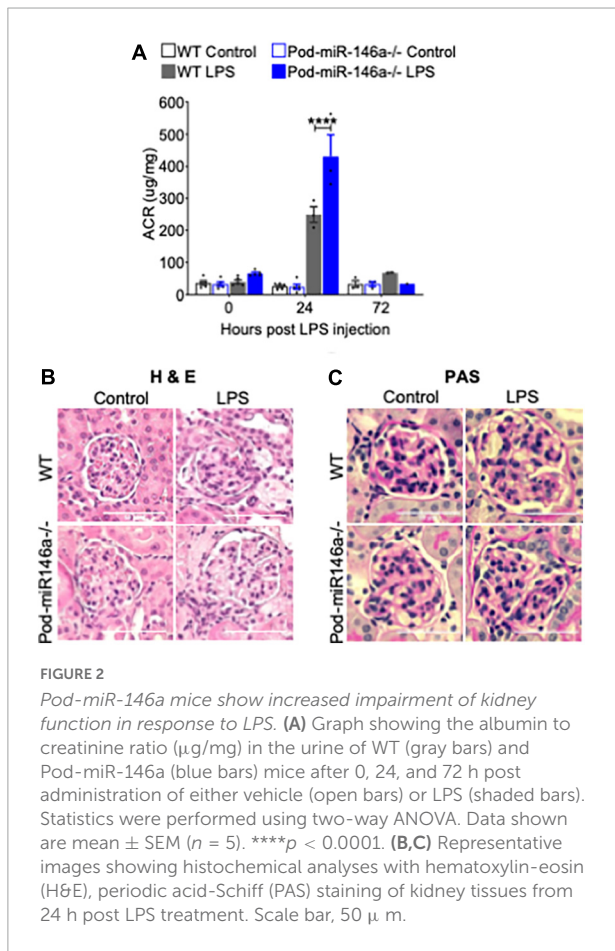 A
WT Control Pod-miR-146a-/- Control
WT LPS Pod-miR-146a-/- LPS
ACR (ug/mg)
600
500
400
300
200
100
0
****
0 24 72
Hours post LPS injection
B H & E
Control LPS
WT
Pod-miR146a-/-
C PAS
Control LPS
FIGURE 2
Pod-miR-146a mice show increased impairment of kidney
function in response to LPS. (A) Graph showing the albumin to
creatinine ratio (μg/mg) in the urine of WT (gray bars) and
Pod-miR-146a (blue bars) mice after 0, 24, and 72 h post
administration of either vehicle (open bars) or LPS (shaded bars).
Statistics were performed using two-way ANOVA. Data shown
are mean ± SEM (n = 5). ****p < 0.0001. (B,C) Representative
images showing histochemical analyses with hematoxylin-eosin
(H&E), periodic acid-Schiff (PAS) staining of kidney tissues from
24 h post LPS treatment. Scale bar, 50 μ m.